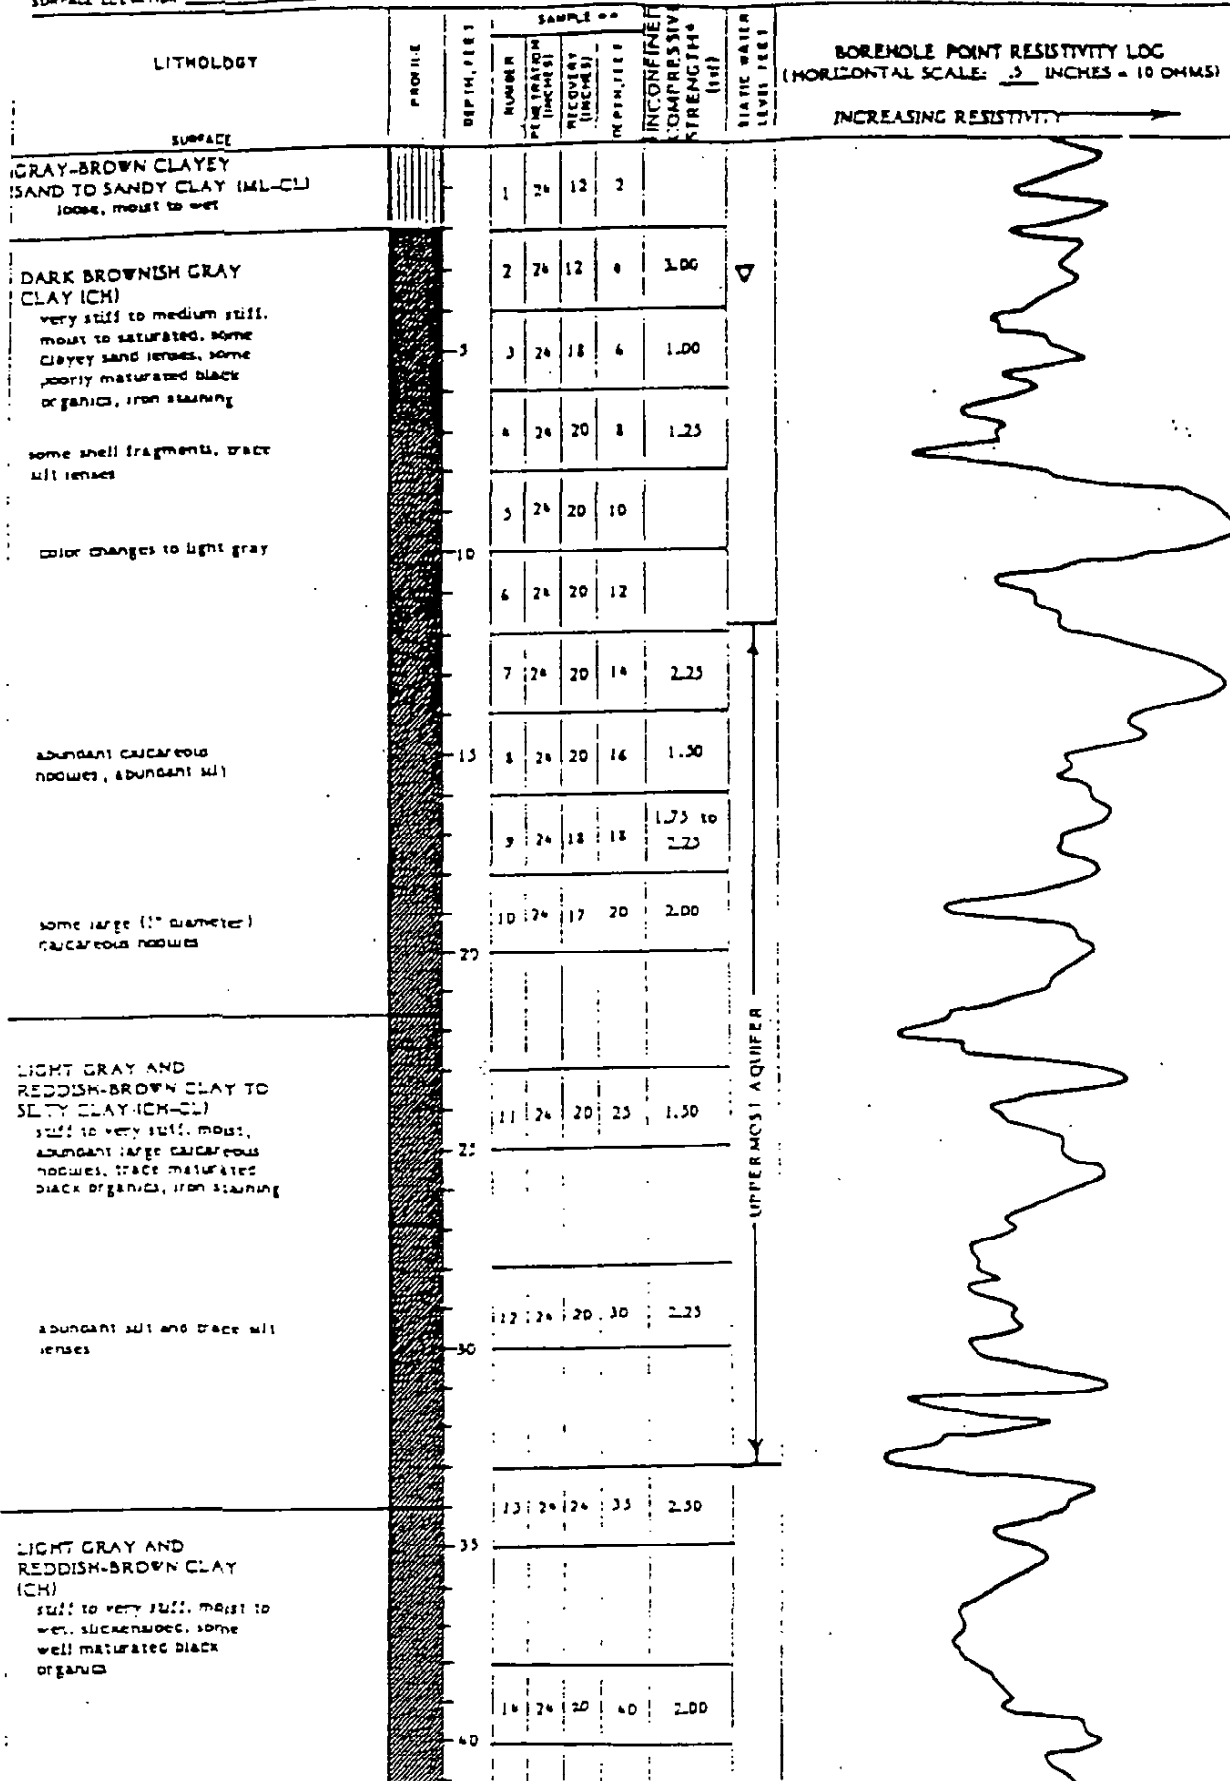 SURFACE ELEVATION
LITHOLOGY
SURFACE
PROFILE
DEPTH, FEET
SAMPLE **
NUMBER
PENETRATION (INCHES)
RECOVERY (INCHES)
DEPTH, FEET
UNCONFINED COMPRESSIVE STRENGTH* (tsf)
STATIC WATER LEVEL FEET
BOREHOLE POINT RESISTIVITY LOG
(HORIZONTAL SCALE: .5 INCHES = 10 OHMS)
INCREASING RESISTIVITY
GRAY-BROWN CLAYEY
SAND TO SANDY CLAY (ML-CL)
loose, moist to wet
1 24 12 2
DARK BROWNISH GRAY
CLAY (CH)
very stiff to medium stiff,
moist to saturated, some
clayey sand lenses, some
poorly maturated black
organics, iron staining
2 24 12 4 3.00
5
3 24 18 6 1.00
some shell fragments, trace
silt lenses
4 24 20 8 1.25
5 24 20 10
color changes to light gray
10
6 24 20 12
7 24 20 14 2.25
abundant calcareous
nodules, abundant silt
15
8 24 20 16 1.50
9 24 18 18 1.75 to
2.25
some large (1" diameter)
calcareous nodules
10 24 17 20 2.00
20
UPPERMOST AQUIFER
LIGHT GRAY AND
REDDISH-BROWN CLAY TO
SILTY CLAY (CH-CL)
stiff to very stiff, moist,
abundant large calcareous
nodules, trace maturated
black organics, iron staining
11 24 20 25 1.50
25
12 24 20 30 2.25
abundant silt and trace silt
lenses
30
13 24 24 35 2.50
35
LIGHT GRAY AND
REDDISH-BROWN CLAY
(CH)
stiff to very stiff, moist to
wet, slickensided, some
well maturated black
organics
14 24 20 40 2.00
40